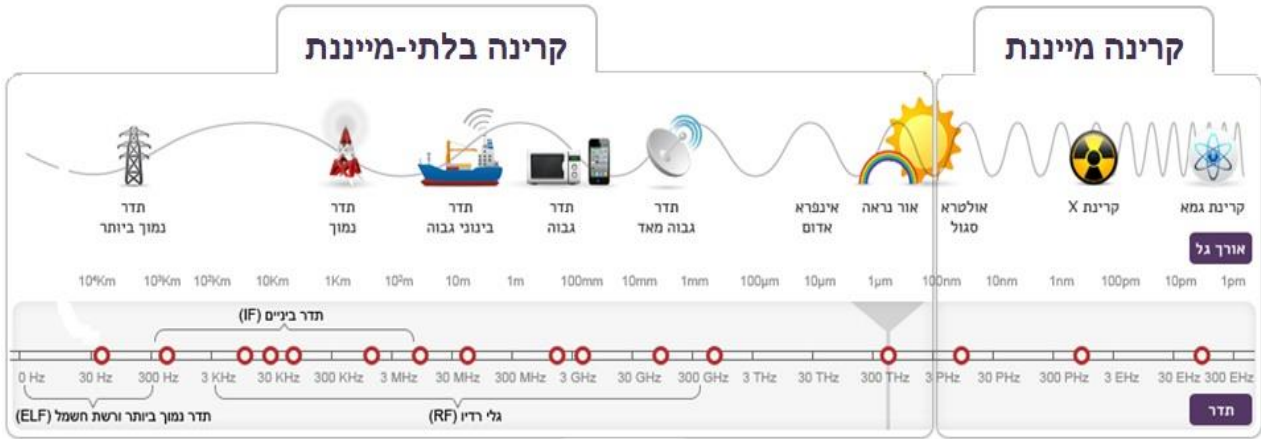 קרינה בלתי-מייננת
קרינה מייננת
תדר
נמוך ביותר
תדר
נמוך
תדר
בינוני גבוה
תדר
גבוה
תדר
גבוה מאד
אינפרא
אדום
אור נראה
אולטרא
סגול
קרינת X
קרינת גמא
אורך גל
10⁴Km 10³Km 10²Km 10Km 1Km 10²m 10m 1m 100mm 10mm 1mm 100µm 10µm 1µm 100nm 10nm 1nm 100pm 10pm 1pm
תדר ביניים (IF)
0 Hz 30 Hz 300 Hz 3 KHz 30 KHz 300 KHz 3 MHz 30 MHz 300 MHz 3 GHz 30 GHz 300 GHz 3 THz 30 THz 300 THz 3 PHz 30 PHz 300 PHz 3 EHz 30 EHz 300 EHz
תדר נמוך ביותר ורשת חשמל (ELF)
גלי רדיו (RF)
תדר